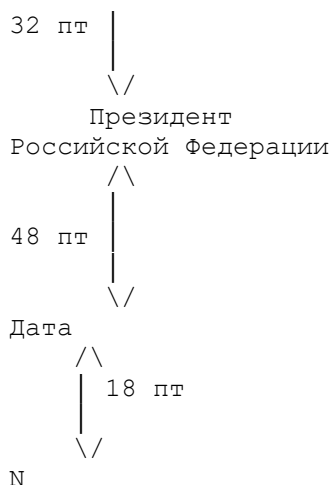 32 пт
Президент
Российской Федерации
48 пт
Дата
18 пт
N